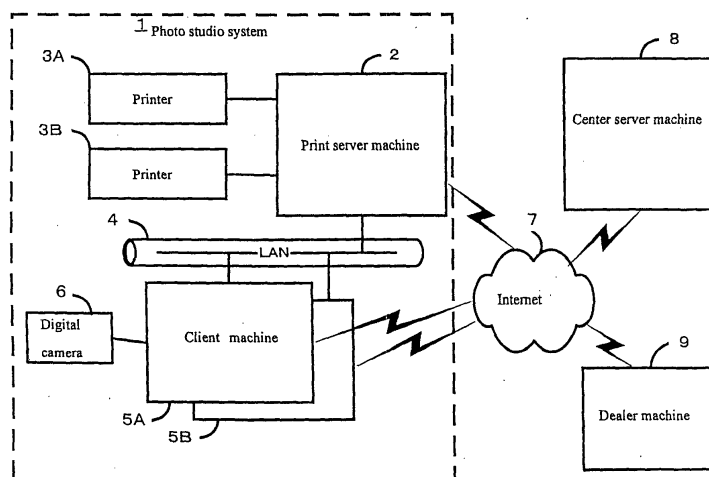 1 Photo studio system
3A
Printer
2
Print server machine
3B
Printer
8
Center server machine
4
LAN
7
Internet
6
Digital
camera
Client machine
5A
5B
9
Dealer machine